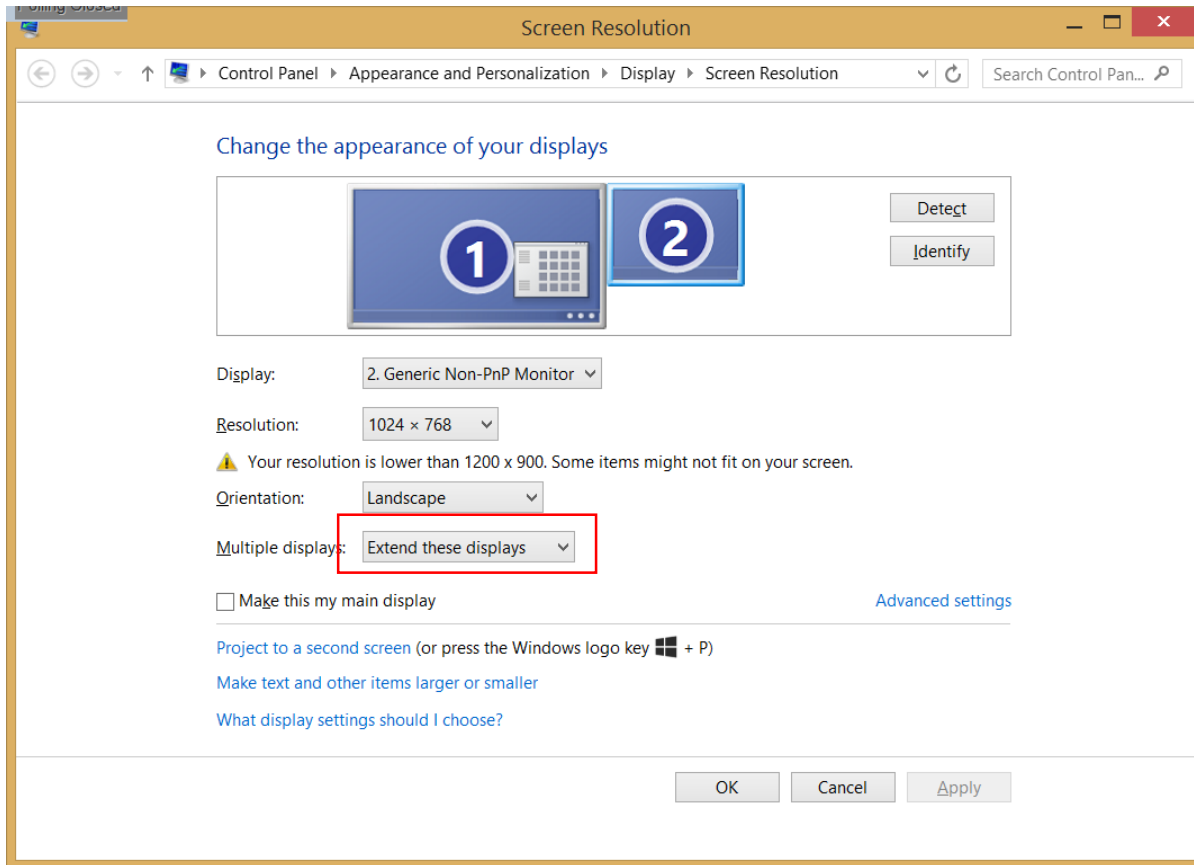 Polling Closed
Screen Resolution
Control Panel Appearance and Personalization Display Screen Resolution Search Control Pan...
Change the appearance of your displays
1 2
Detect
Identify
Display: 2. Generic Non-PnP Monitor
Resolution: 1024 × 768
Your resolution is lower than 1200 x 900. Some items might not fit on your screen.
Orientation: Landscape
Multiple displays: Extend these displays
Make this my main display Advanced settings
Project to a second screen (or press the Windows logo key + P)
Make text and other items larger or smaller
What display settings should I choose?
OK Cancel Apply